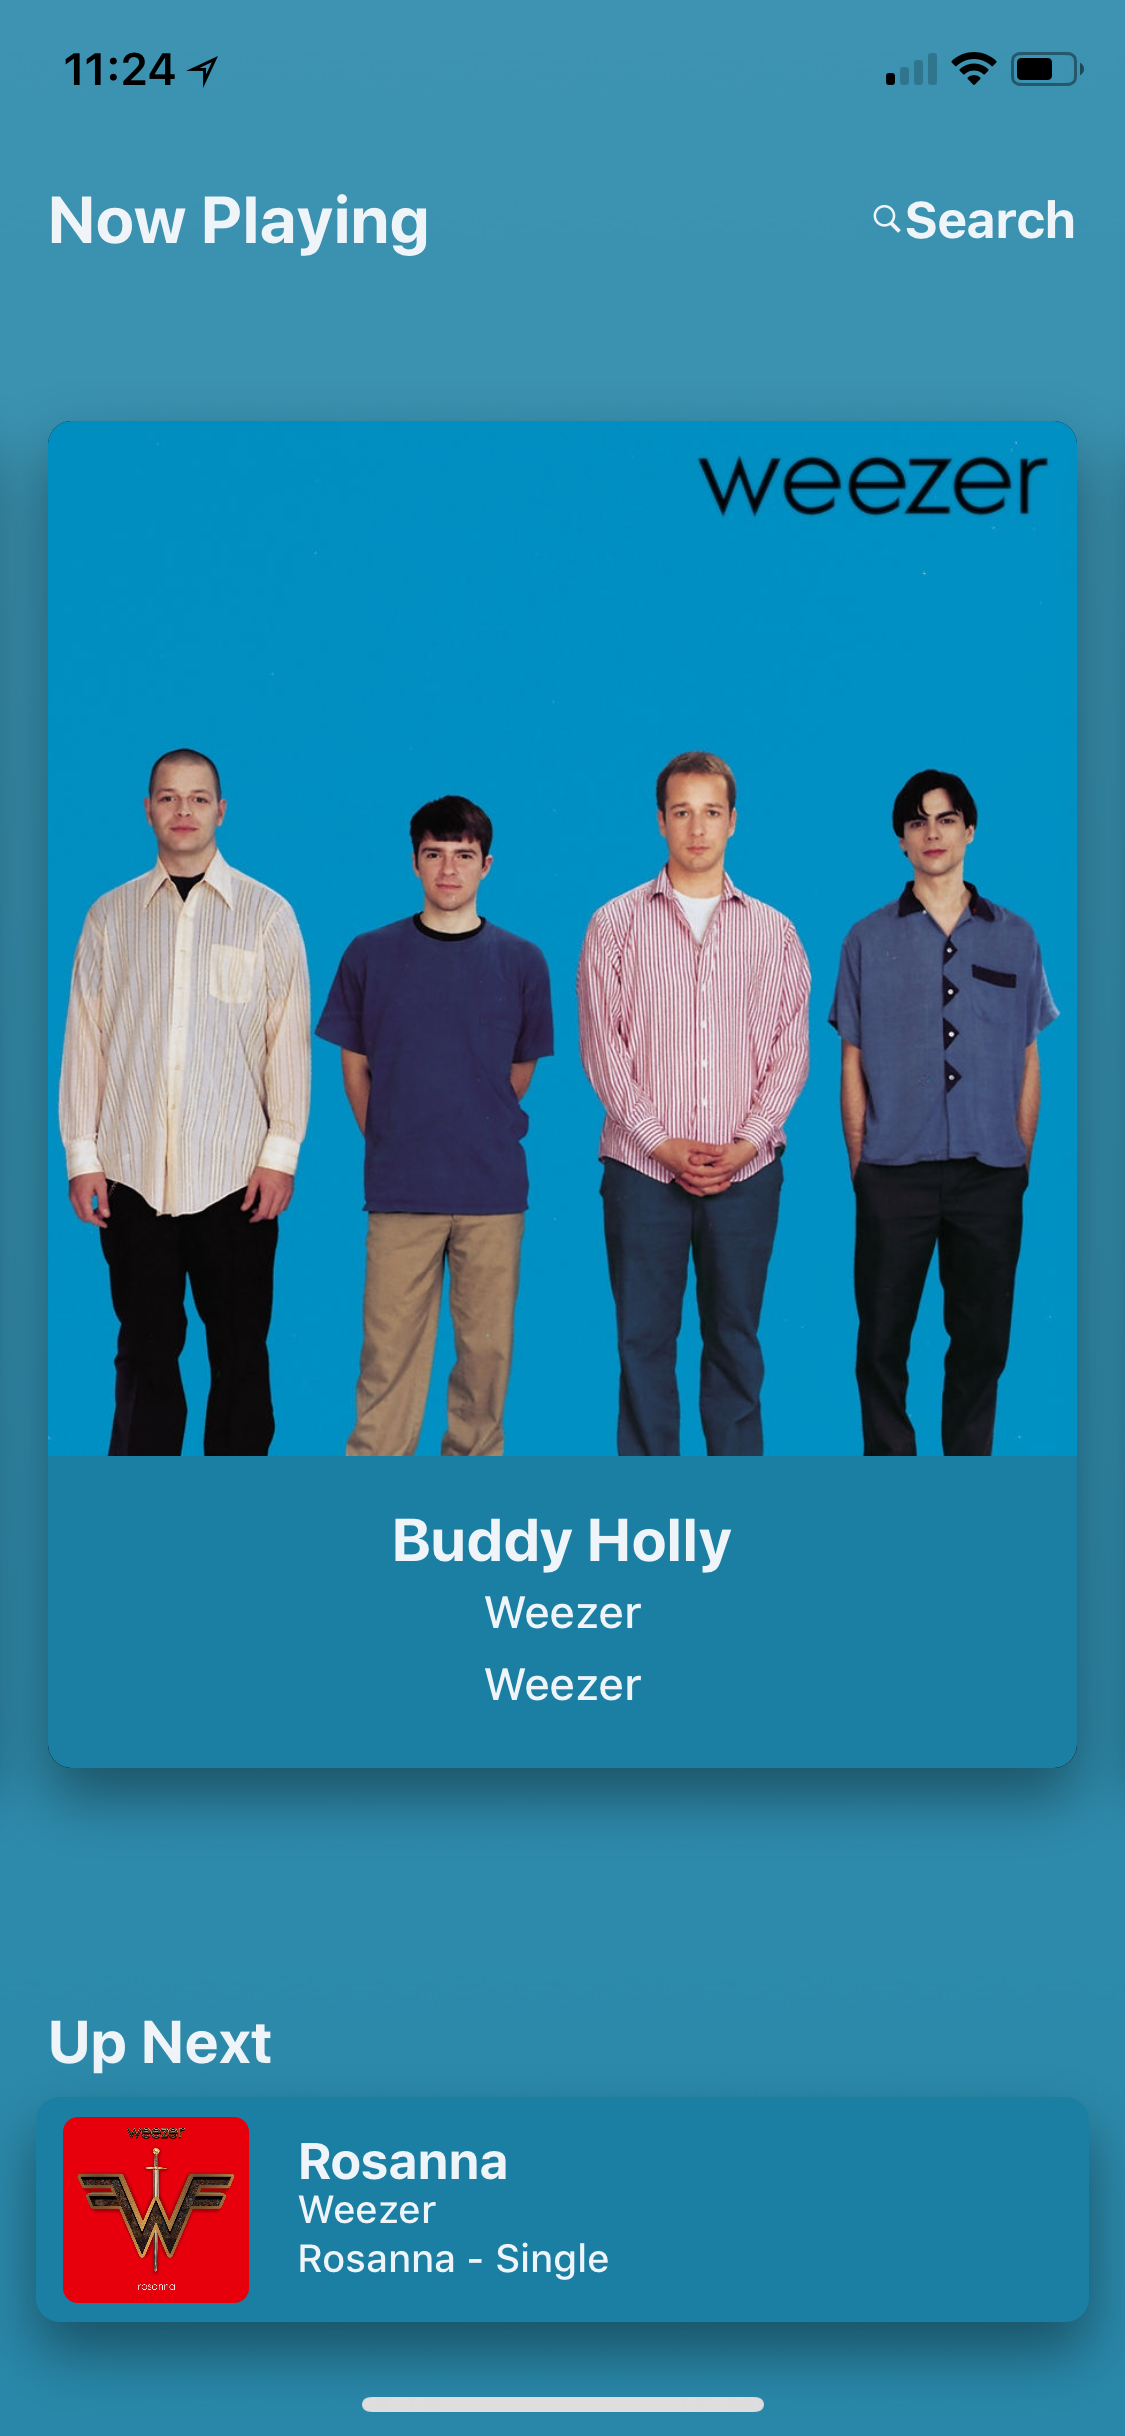 11:24
Now Playing
Search
weezer
Buddy Holly
Weezer
Weezer
Up Next
weezer
rosanna
Rosanna
Weezer
Rosanna - Single